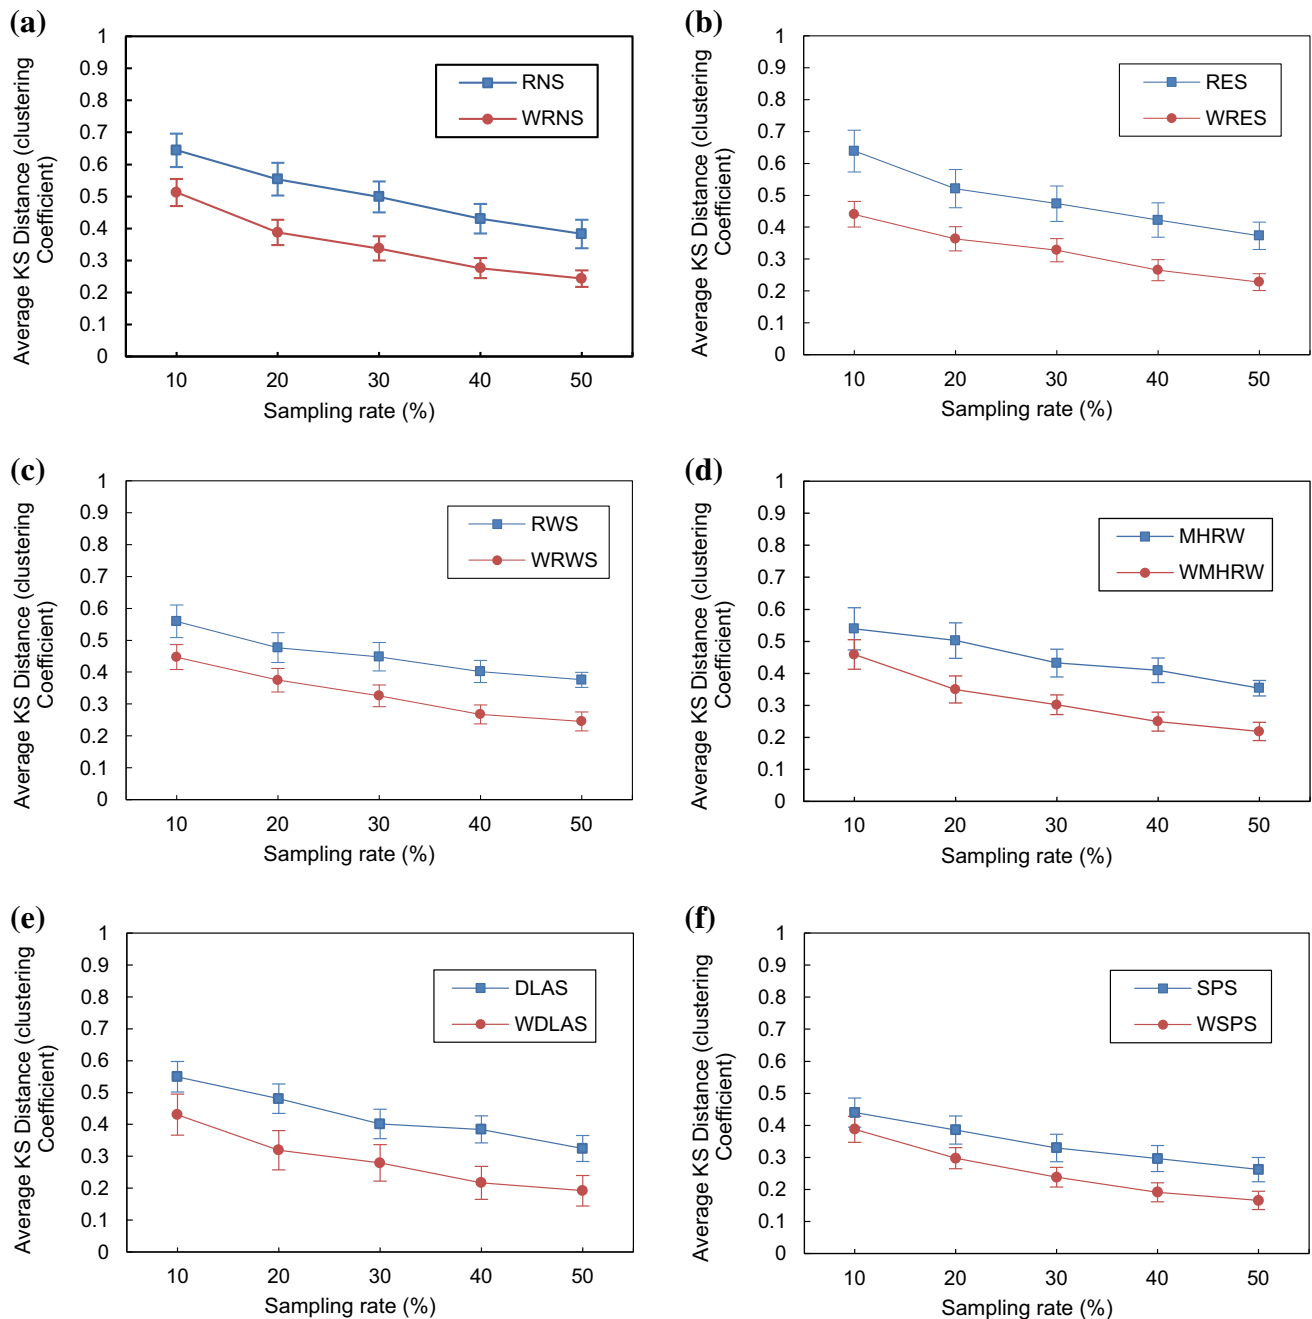 (a)
1
0.9
0.8
0.7
0.6
0.5
0.4
0.3
0.2
0.1
0
Average KS Distance (clustering
Coefficient)
RNS
WRNS
10 20 30 40 50
Sampling rate (%)
(b)
1
0.9
0.8
0.7
0.6
0.5
0.4
0.3
0.2
0.1
0
Average KS Distance (clustering
Coefficient)
RES
WRES
10 20 30 40 50
Sampling rate (%)
(c)
1
0.9
0.8
0.7
0.6
0.5
0.4
0.3
0.2
0.1
0
Average KS Distance (clustering
Coefficient)
RWS
WRWS
10 20 30 40 50
Sampling rate (%)
(d)
1
0.9
0.8
0.7
0.6
0.5
0.4
0.3
0.2
0.1
0
Average KS Distance (clustering
Coefficient)
MHRW
WMHRW
10 20 30 40 50
Sampling rate (%)
(e)
1
0.9
0.8
0.7
0.6
0.5
0.4
0.3
0.2
0.1
0
Average KS Distance (clustering
Coefficient)
DLAS
WDLAS
10 20 30 40 50
Sampling rate (%)
(f)
1
0.9
0.8
0.7
0.6
0.5
0.4
0.3
0.2
0.1
0
Average KS Distance (clustering
Coefficient)
SPS
WSPS
10 20 30 40 50
Sampling rate (%)